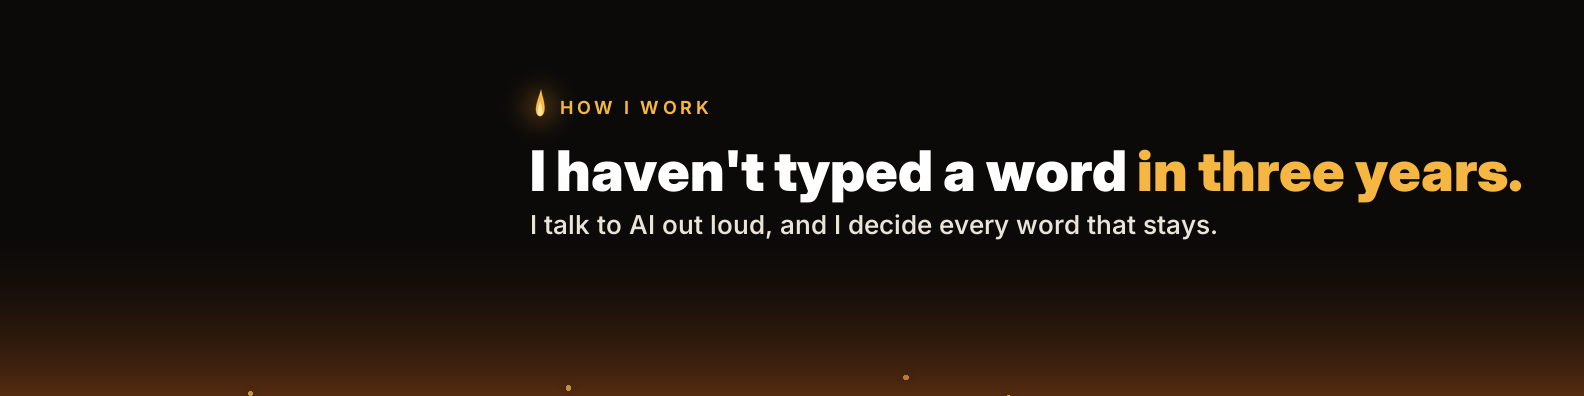 HOW I WORK
I haven't typed a word in three years.
I talk to AI out loud, and I decide every word that stays.